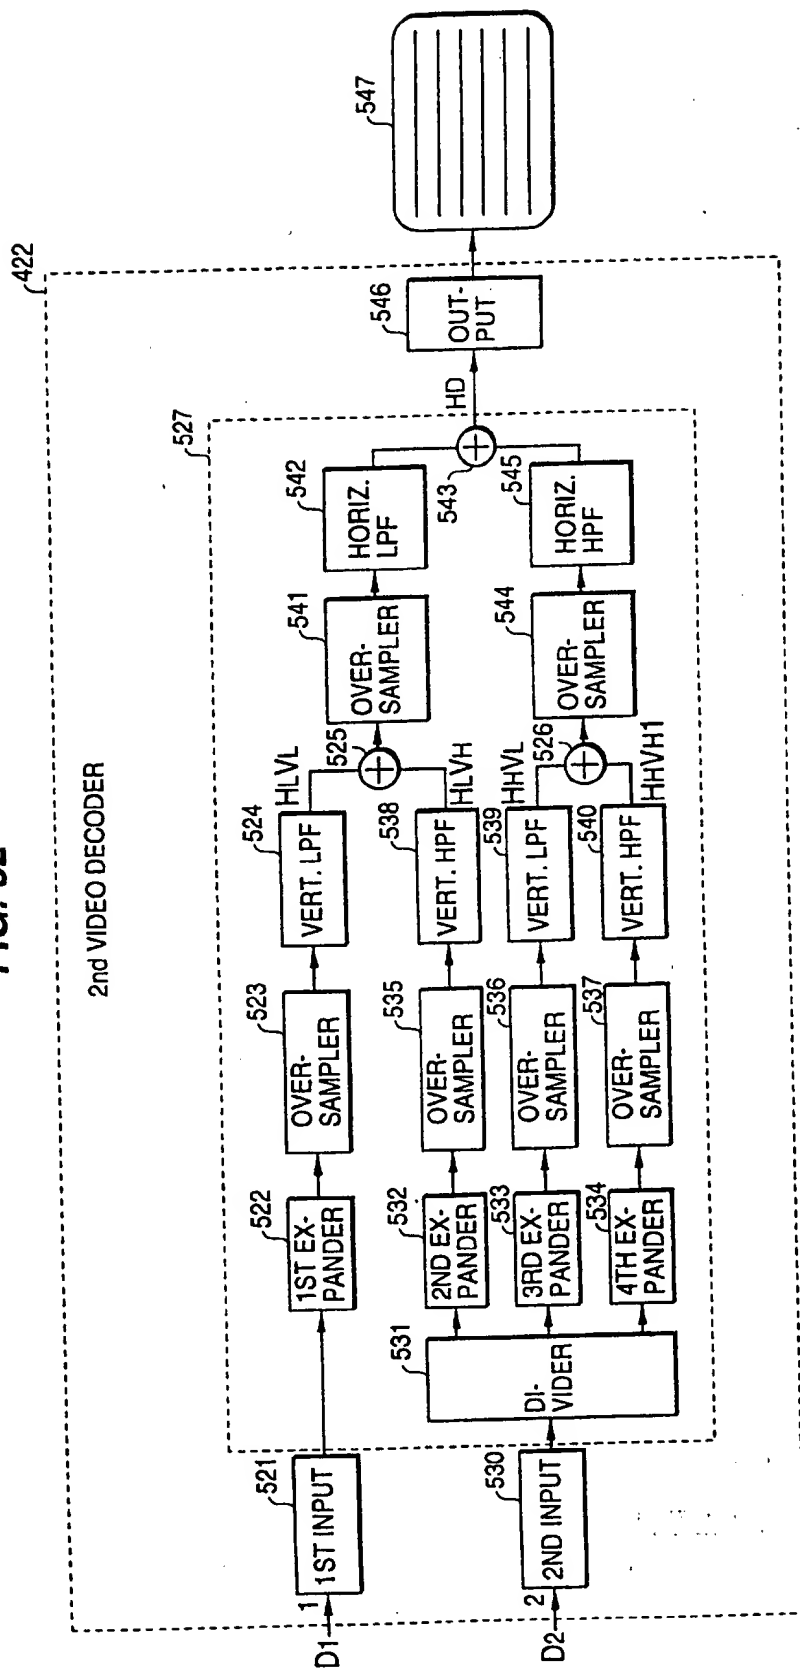 2nd VIDEO DECODER
422
527
D1
1
521
1ST INPUT
522
1ST EX-
PANDER
523
OVER-
SAMPLER
524
VERT. LPF
HLVL
525
541
OVER-
SAMPLER
542
HORIZ.
LPF
D2
2
530
2ND INPUT
531
DI-
VIDER
532
2ND EX-
PANDER
535
OVER-
SAMPLER
538
VERT. HPF
HLVH
533
3RD EX-
PANDER
536
OVER-
SAMPLER
539
VERT. LPF
HHVL
526
534
4TH EX-
PANDER
537
OVER-
SAMPLER
540
VERT. HPF
HHVH1
544
OVER-
SAMPLER
545
HORIZ.
HPF
543
HD
546
OUT-
PUT
547